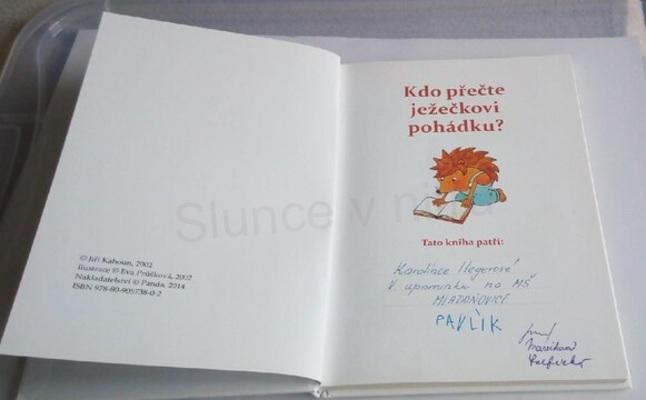 © Jiří Kahoun, 2002
Ilustrace © Eva Průšková, 2002
Nakladatelství © Panda, 2014
ISBN 978-80-905738-0-2
Kdo přečte
ježečkovi
pohádku?
Tato kniha patří:
Karolínce Hegerové
V upomínku na MŠ
MLADOŇOVICE.
PAVLÍK
Slunce v